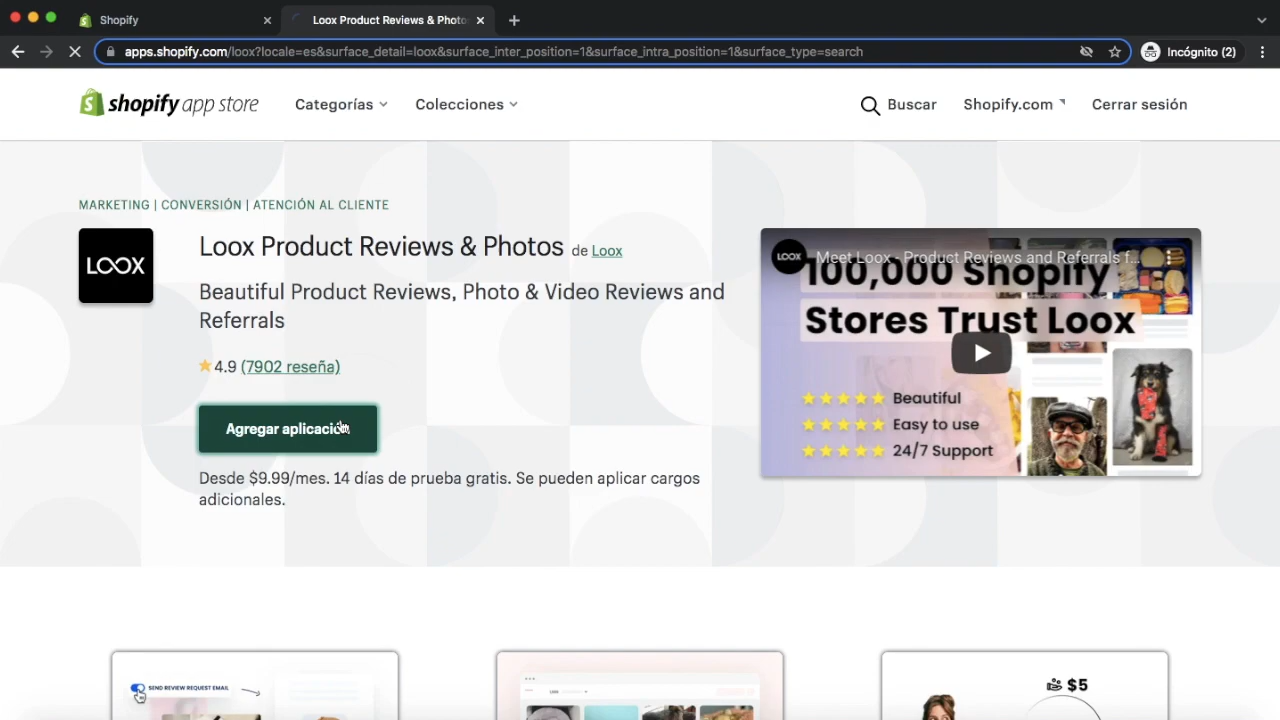 Shopify
Loox Product Reviews & Photo
apps.shopify.com/loox?locale=es&surface_detail=loox&surface_inter_position=1&surface_intra_position=1&surface_type=search
Incógnito (2)
shopify app store
Categorías
Colecciones
Buscar
Shopify.com
Cerrar sesión
MARKETING | CONVERSIÓN | ATENCIÓN AL CLIENTE
LOOX
Loox Product Reviews & Photos de Loox
Beautiful Product Reviews, Photo & Video Reviews and
Referrals
4.9 (7902 reseña)
Agregar aplicación
Desde $9.99/mes. 14 días de prueba gratis. Se pueden aplicar cargos
adicionales.
LOOX
Meet Loox - Product Reviews and Referrals f...
100,000 Shopify
Stores Trust Loox
Beautiful
Easy to use
24/7 Support
SEND REVIEW REQUEST EMAIL
LOOX
$5